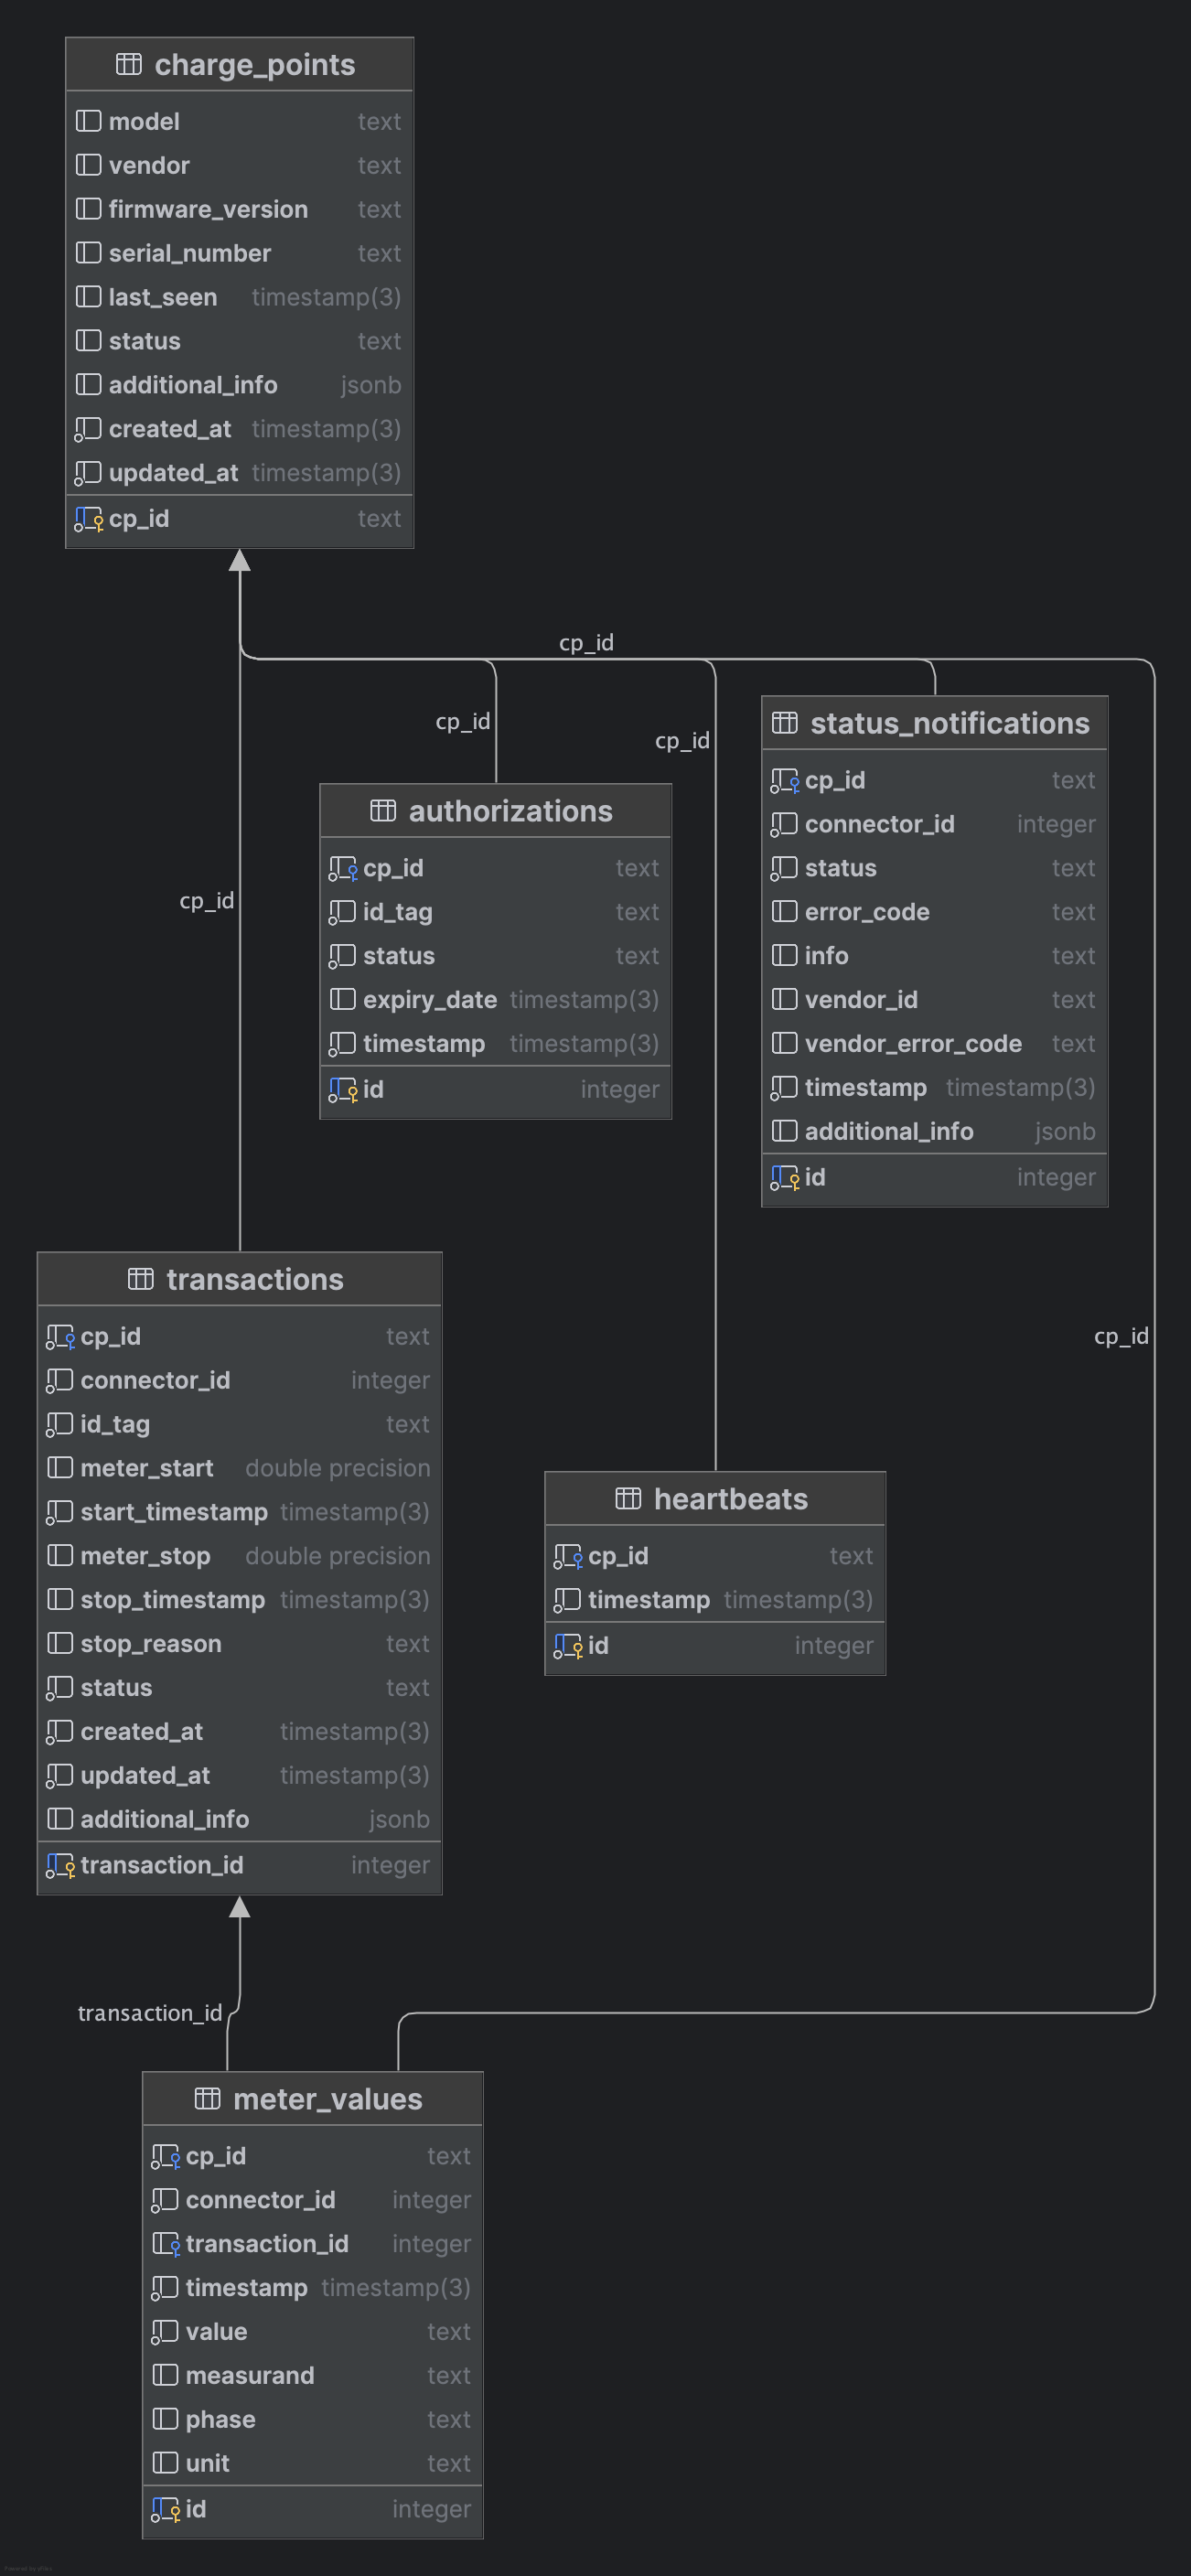 charge_points
model text
vendor text
firmware_version text
serial_number text
last_seen timestamp(3)
status text
additional_info jsonb
created_at timestamp(3)
updated_at timestamp(3)
cp_id text
cp_id
cp_id
cp_id
cp_id
cp_id
status_notifications
cp_id text
connector_id integer
status text
error_code text
info text
vendor_id text
vendor_error_code text
timestamp timestamp(3)
additional_info jsonb
id integer
authorizations
cp_id text
id_tag text
status text
expiry_date timestamp(3)
timestamp timestamp(3)
id integer
transactions
cp_id text
connector_id integer
id_tag text
meter_start double precision
start_timestamp timestamp(3)
meter_stop double precision
stop_timestamp timestamp(3)
stop_reason text
status text
created_at timestamp(3)
updated_at timestamp(3)
additional_info jsonb
transaction_id integer
heartbeats
cp_id text
timestamp timestamp(3)
id integer
transaction_id
meter_values
cp_id text
connector_id integer
transaction_id integer
timestamp timestamp(3)
value text
measurand text
phase text
unit text
id integer
Powered by yFiles